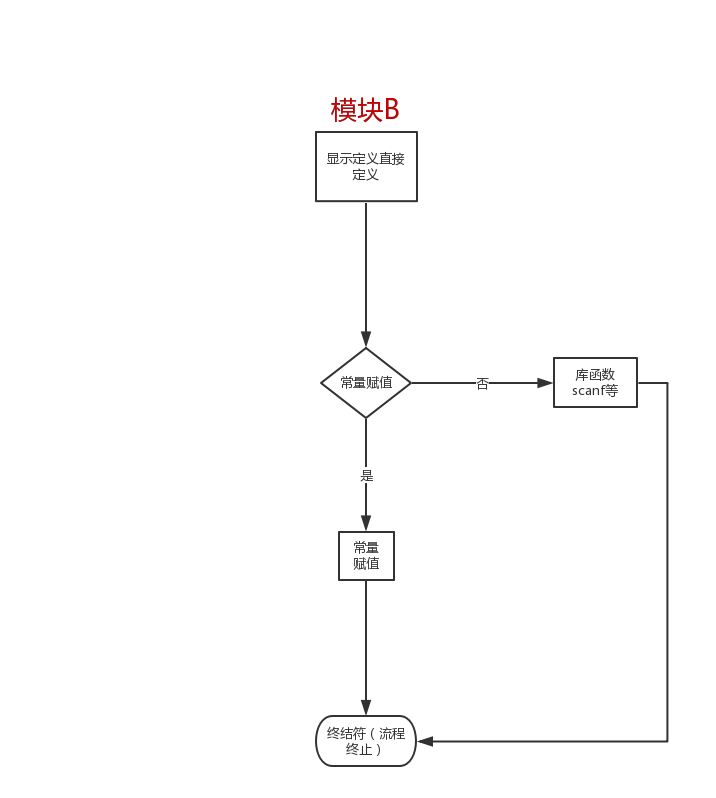 模块B
显示定义直接
定义
常量赋值
否
库函数
scanf等
是
常量
赋值
终结符（流程
终止）